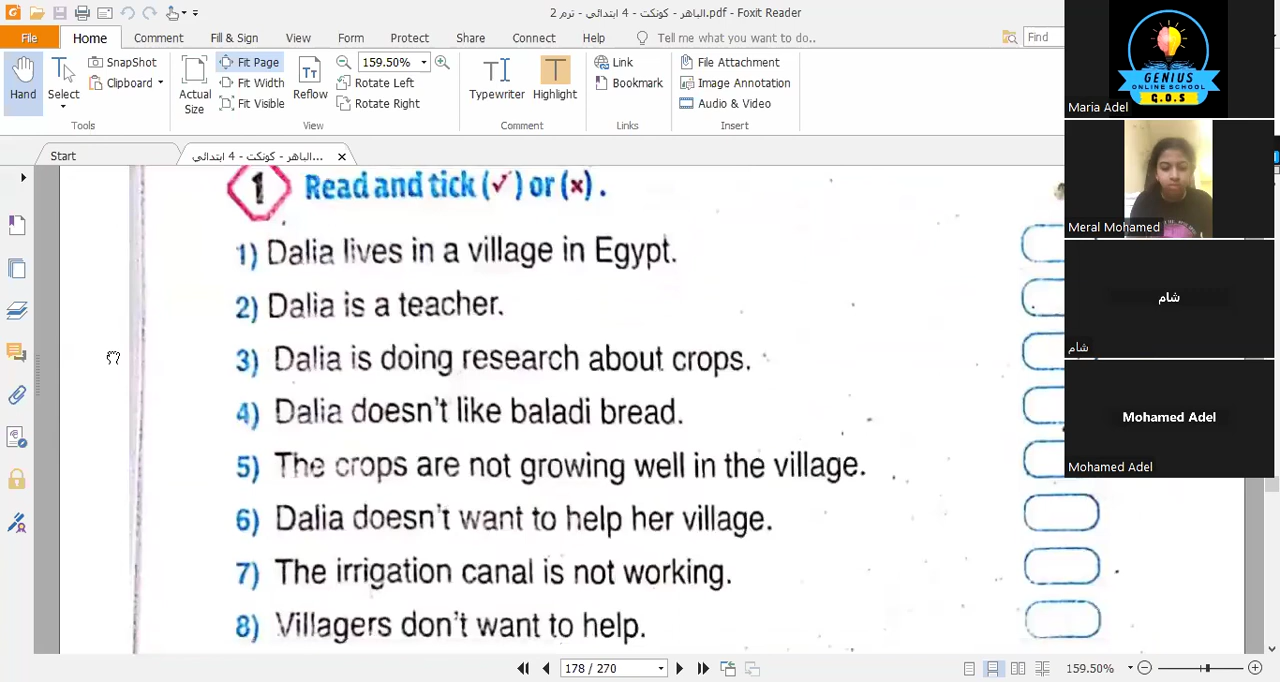 الباهر - كونكت - 4 ابتدائي - ترم 2.pdf - Foxit Reader
File Home Comment Fill & Sign View Form Protect Share Connect Help Tell me what you want to do.. Find
Hand
Select
SnapShot
Clipboard
Actual Size
Fit Page
Fit Width
Fit Visible
Reflow
159.50%
Rotate Left
Rotate Right
Typewriter
Highlight
Link
Bookmark
File Attachment
Image Annotation
Audio & Video
Tools View Comment Links Insert
Start
الباهر - كونكت - 4 ابتدائي...
1 Read and tick (✓) or (×).
1) Dalia lives in a village in Egypt.
2) Dalia is a teacher.
3) Dalia is doing research about crops.
4) Dalia doesn't like baladi bread.
5) The crops are not growing well in the village.
6) Dalia doesn't want to help her village.
7) The irrigation canal is not working.
8) Villagers don't want to help.
178 / 270
159.50%
GENIUS
ONLINE SCHOOL
G.O.S
Maria Adel
Meral Mohamed
شام
شام
Mohamed Adel
Mohamed Adel